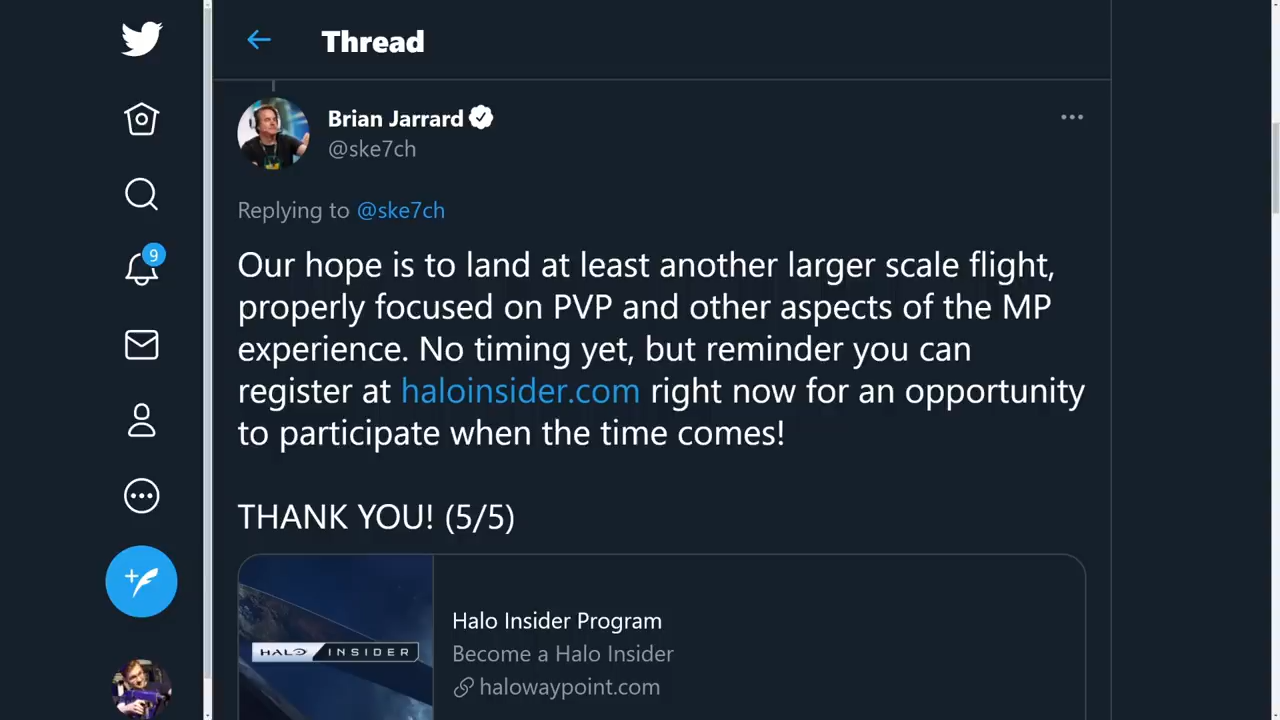 Thread
Brian Jarrard
@ske7ch
Replying to @ske7ch
9
Our hope is to land at least another larger scale flight,
properly focused on PVP and other aspects of the MP
experience. No timing yet, but reminder you can
register at haloinsider.com right now for an opportunity
to participate when the time comes!
THANK YOU! (5/5)
Halo Insider Program
HALO INSIDER
Become a Halo Insider
halowaypoint.com